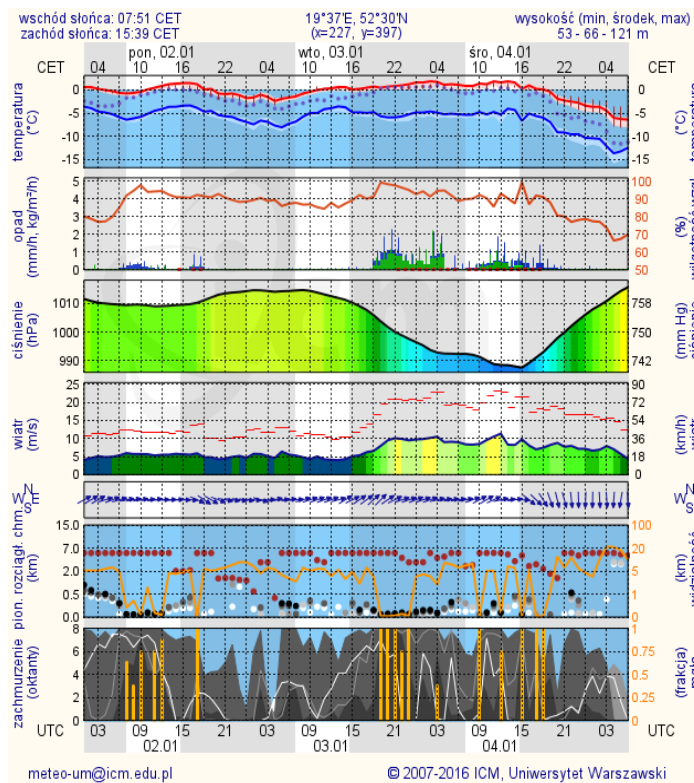 wschód słońca: 07:51 CET 19°37'E, 52°30'N wysokość (min, środek, max)
zachód słońca: 15:39 CET (x=227, y=397) 53 - 66 - 121 m
pon, 02.01 wto, 03.01 śro, 04.01
CET 04 10 16 22 04 10 16 22 04 10 16 22 04 CET
temperatura
(°C)
0
-5
-10
-15
0
-5
-10
-15
temperatura
(°C)
opad
(mm/h, kg/m²/h)
5
4
3
2
1
0
100
90
80
70
60
50
(%)
ciśnienie
(hPa)
1010
1000
990
758
750
742
(mm Hg)
wiatr
(m/s)
25
20
15
10
5
0
90
72
54
36
18
0
(km/h)
N
W E
S
N
W
S
pion. rozciągł. chm.
(km)
15.0
7.0
2.0
0.5
0.0
100
20
5
1
0
(km)
zachmurzenie
(oktanty)
8
6
4
2
0
1
0.75
0.5
0.25
0
(frakcja)
UTC 03 09 15 21 03 09 15 21 03 09 15 21 03 UTC
02.01 03.01 04.01
meteo-um@icm.edu.pl © 2007-2016 ICM, Uniwersytet Warszawski